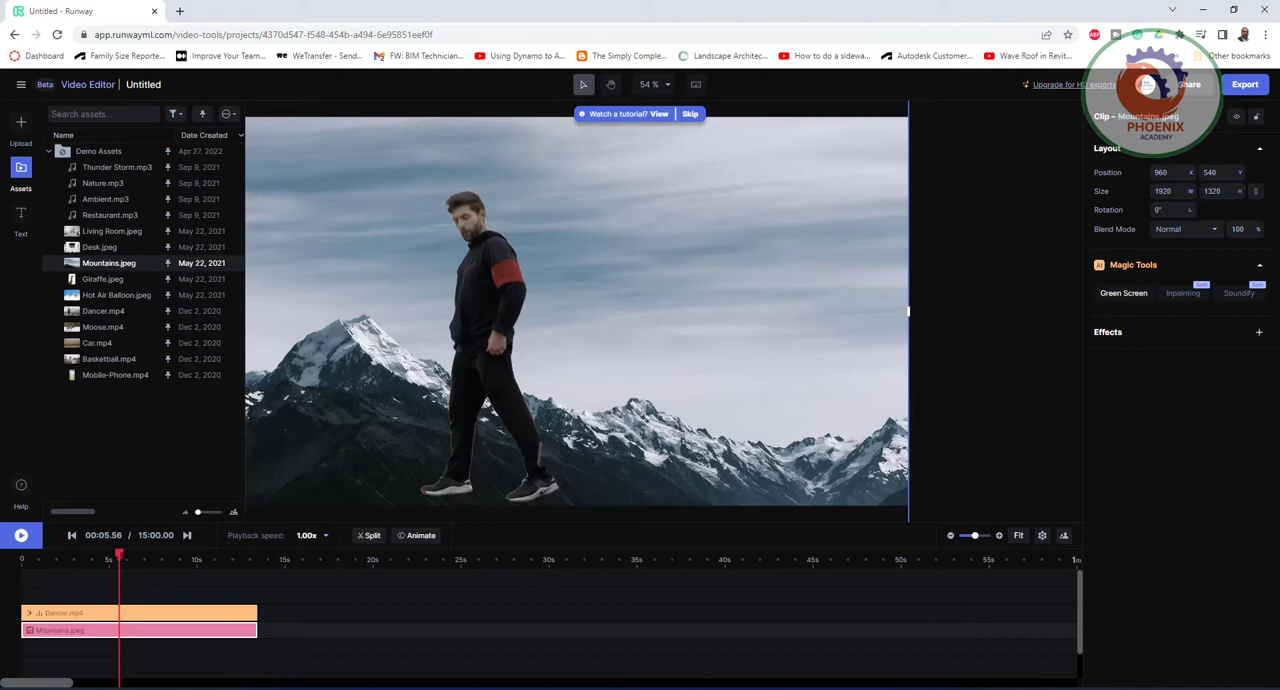 Untitled - Runway
app.runwayml.com/video-tools/projects/4370d547-f548-454b-a494-6e95851eef0f
Dashboard
Family Size Reporte...
Improve Your Team...
WeTransfer - Send...
FW: BIM Technician...
Using Dynamo to A...
The Simply Comple...
Landscape Architec...
How to do a sidewa...
Autodesk Customer...
Wave Roof in Revit...
Other bookmarks
Beta Video Editor | Untitled
54 %
Upgrade for HD exports
Share
Export
Search assets...
Watch a tutorial? View Skip
Clip – Mountains.jpeg
PHOENIX
ACADEMY
Upload
Assets
Text
Help
Name Date Created
Demo Assets Apr 27, 2022
Thunder Storm.mp3 Sep 9, 2021
Nature.mp3 Sep 9, 2021
Ambient.mp3 Sep 9, 2021
Restaurant.mp3 Sep 9, 2021
Living Room.jpeg May 22, 2021
Desk.jpeg May 22, 2021
Mountains.jpeg May 22, 2021
Giraffe.jpeg May 22, 2021
Hot Air Balloon.jpeg May 22, 2021
Dancer.mp4 Dec 2, 2020
Moose.mp4 Dec 2, 2020
Car.mp4 Dec 2, 2020
Basketball.mp4 Dec 2, 2020
Mobile-Phone.mp4 Dec 2, 2020
Layout
Position 960 X 540 Y
Size 1920 W 1320 H
Rotation 0°
Blend Mode Normal 100 %
Magic Tools
Soon Soon
Green Screen Inpainting Soundify
Effects
00:05.56 / 15:00.00
Playback speed: 1.00x
Split
Animate
Fit
0 5s 10s 15s 20s 25s 30s 35s 40s 45s 50s 55s 1m
Dancer.mp4
Mountains.jpeg